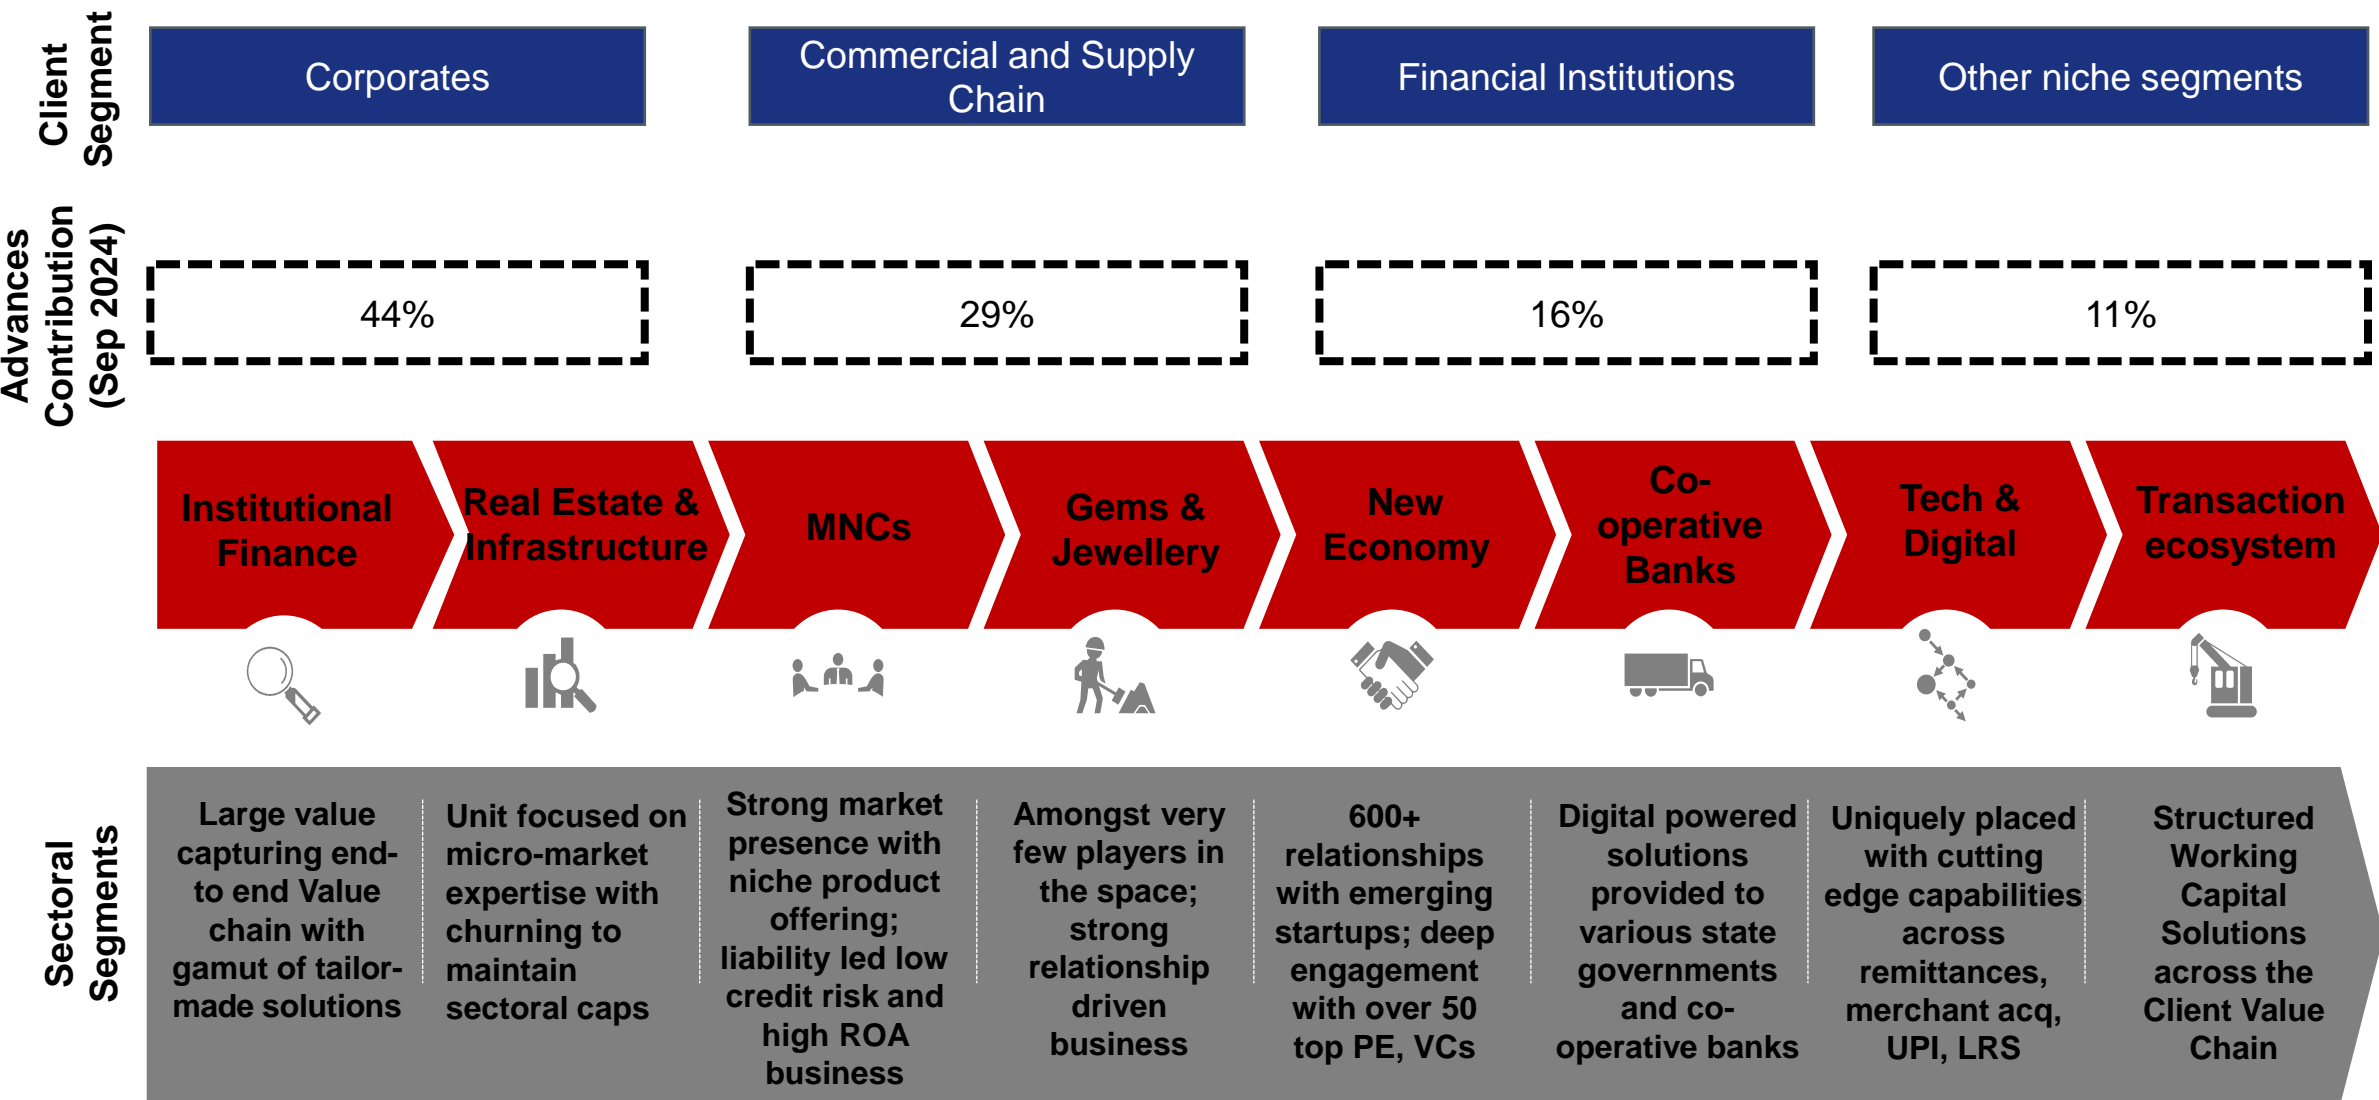 Client
Segment
Corporates
Commercial and Supply
Chain
Financial Institutions
Other niche segments
Advances
Contribution
(Sep 2024)
44%
29%
16%
11%
Institutional
Finance
Real Estate &
Infrastructure
MNCs
Gems &
Jewellery
New
Economy
Co-
operative
Banks
Tech &
Digital
Transaction
ecosystem
Sectoral
Segments
Large value
capturing end-
to end Value
chain with
gamut of tailor-
made solutions
Unit focused on
micro-market
expertise with
churning to
maintain
sectoral caps
Strong market
presence with
niche product
offering;
liability led low
credit risk and
high ROA
business
Amongst very
few players in
the space;
strong
relationship
driven
business
600+
relationships
with emerging
startups; deep
engagement
with over 50
top PE, VCs
Digital powered
solutions
provided to
various state
governments
and co-
operative banks
Uniquely placed
with cutting
edge capabilities
across
remittances,
merchant acq,
UPI, LRS
Structured
Working
Capital
Solutions
across the
Client Value
Chain